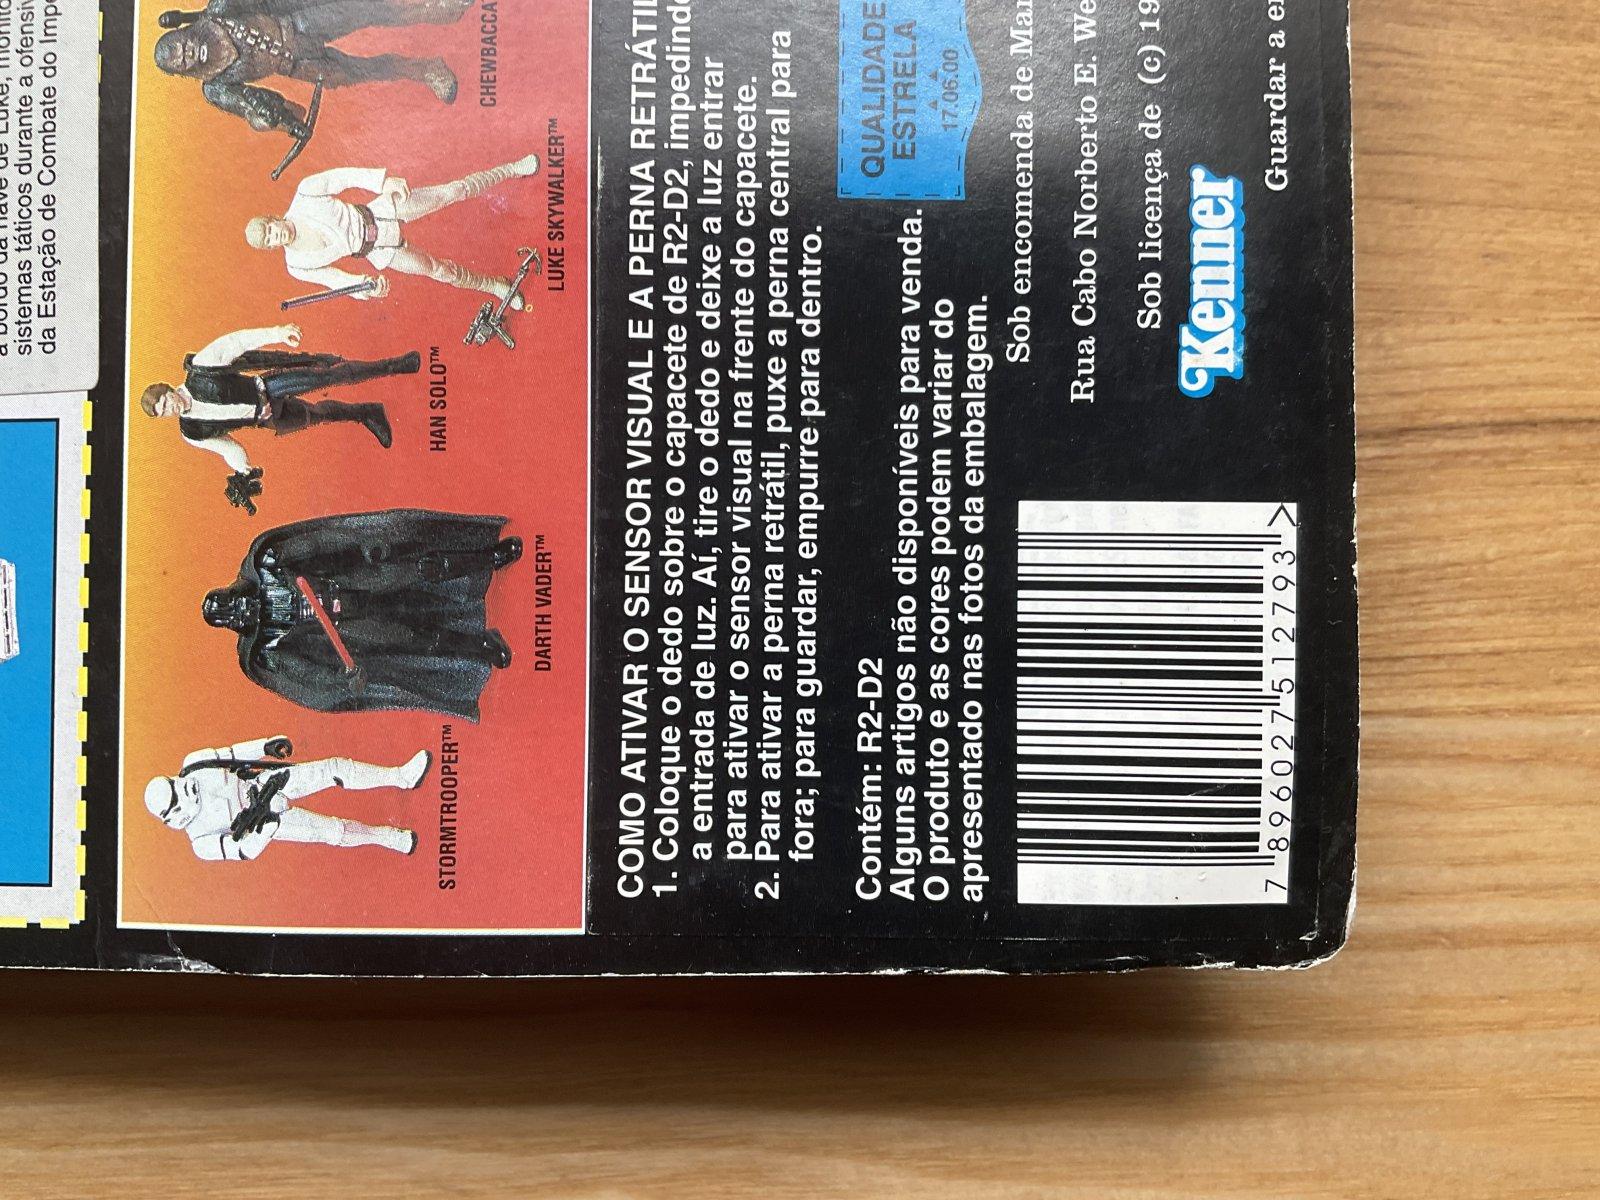 sistemas táticos durante a ofensiv
da Estação de Combate do Impé
STORMTROOPER™
DARTH VADER™
HAN SOLO™
LUKE SKYWALKER™
CHEWBACCA
COMO ATIVAR O SENSOR VISUAL E A PERNA RETRÁTIL
1. Coloque o dedo sobre o capacete de R2-D2, impedindo
a entrada de luz. Aí, tire o dedo e deixe a luz entrar
para ativar o sensor visual na frente do capacete.
2. Para ativar a perna retrátil, puxe a perna central para
fora; para guardar, empurre para dentro.
Contém: R2-D2
Alguns artigos não disponíveis para venda.
O produto e as cores podem variar do
apresentado nas fotos da embalagem.
QUALIDADE
ESTRELA
17.06.00
Sob encomenda de Man
Rua Cabo Norberto E. We
Sob licença de (c) 19
Kenner
Guardar a e
7 896027 512793 >